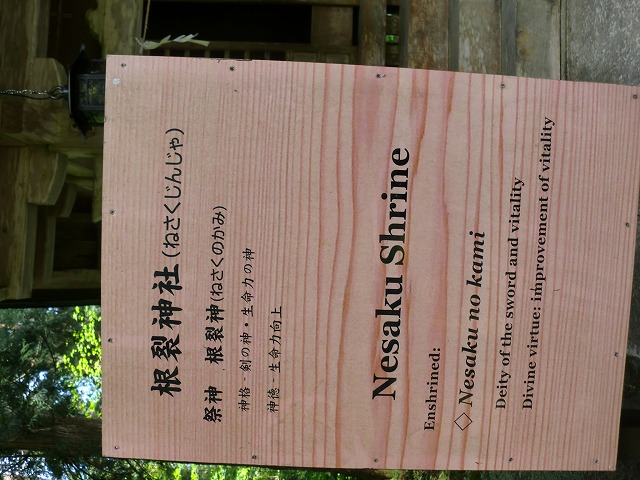 根裂神社(ねさくじんじゃ)
祭神 根裂神(ねさくのかみ)
神格・剣の神・生命力の神
神徳・生命力向上
Nesaku Shrine
Enshrined:
◇ Nesaku no kami
Deity of the sword and vitality
Divine virtue: improvement of vitality